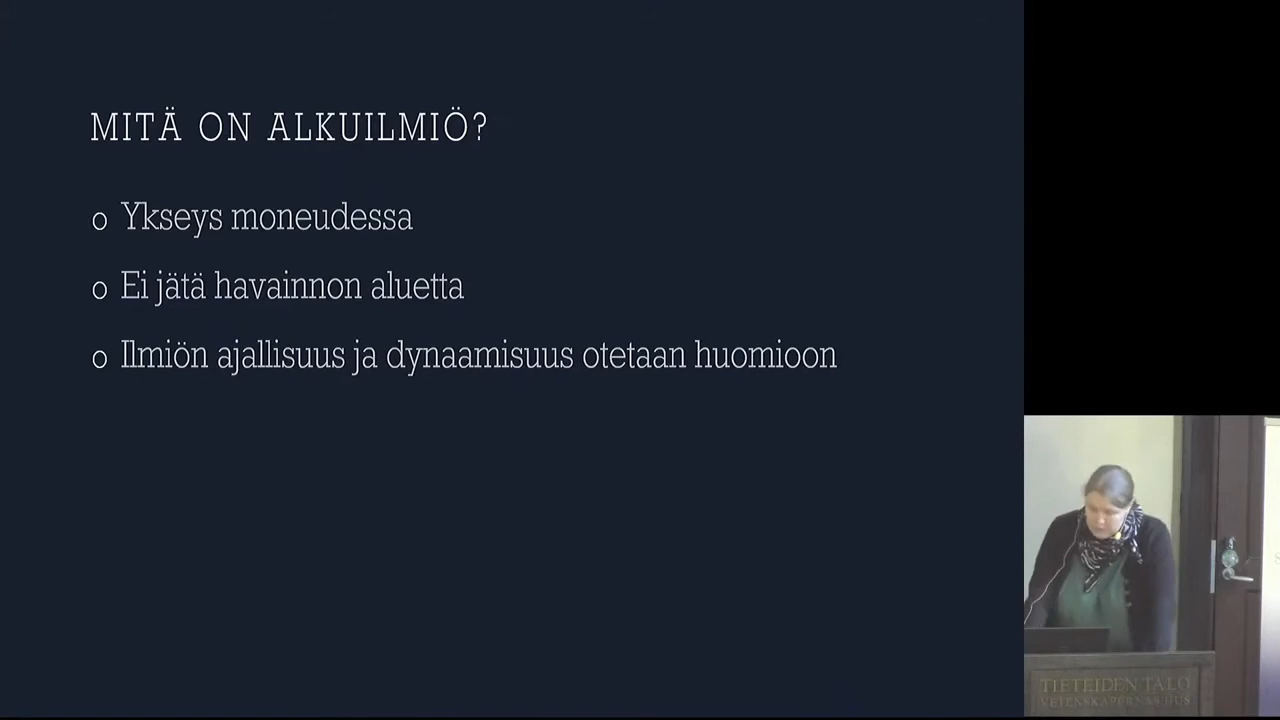 MITÄ ON ALKUILMIÖ?
o Ykseys moneudessa
o Ei jätä havainnon aluetta
o Ilmiön ajallisuus ja dynaamisuus otetaan huomioon
TIETEIDEN TALO
VETENSKAPERNAS HUS